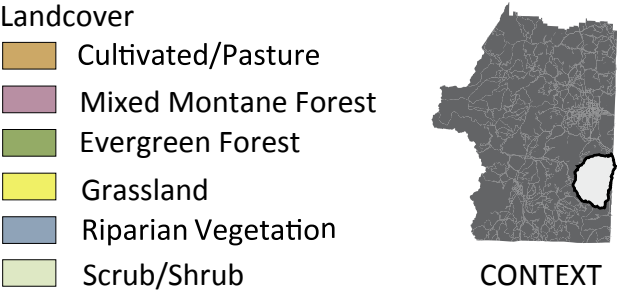 Landcover
Cultivated/Pasture
Mixed Montane Forest
Evergreen Forest
Grassland
Riparian Vegetation
Scrub/Shrub
CONTEXT